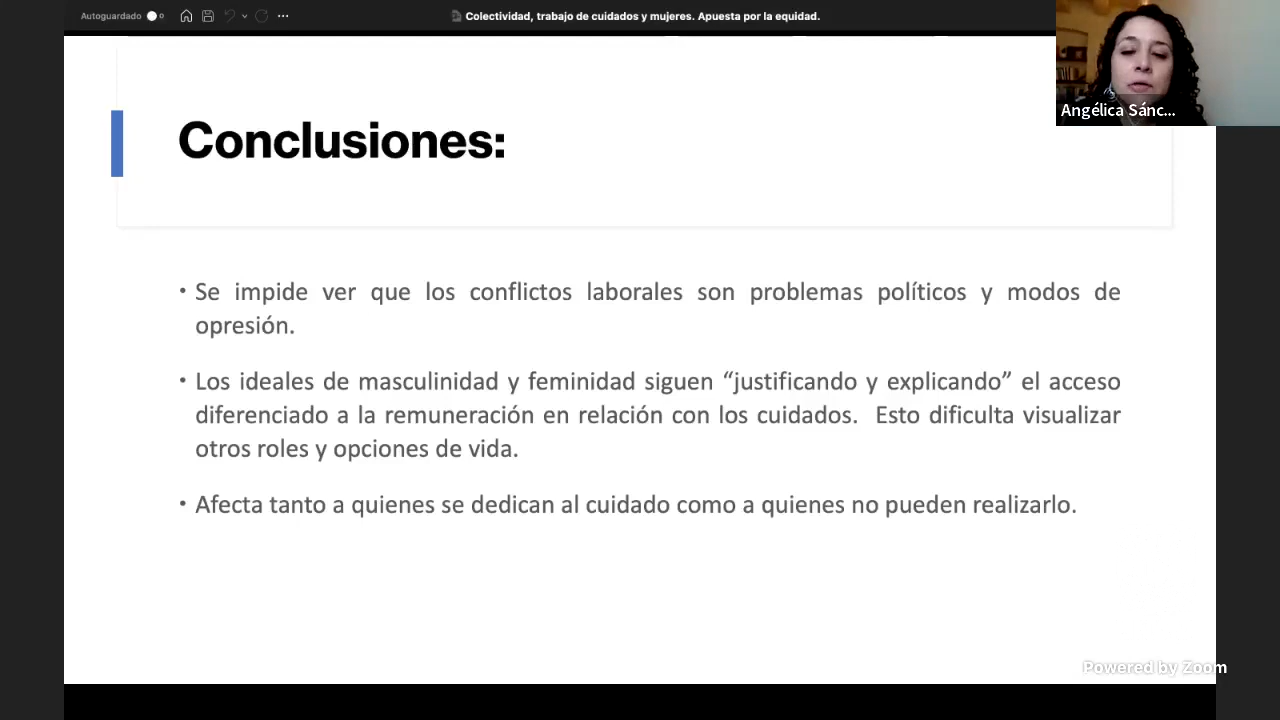 Autoguardado
Colectividad, trabajo de cuidados y mujeres. Apuesta por la equidad.
Angélica Sánc...
Conclusiones:
• Se impide ver que los conflictos laborales son problemas políticos y modos de
opresión.
• Los ideales de masculinidad y feminidad siguen “justificando y explicando” el acceso
diferenciado a la remuneración en relación con los cuidados. Esto dificulta visualizar
otros roles y opciones de vida.
• Afecta tanto a quienes se dedican al cuidado como a quienes no pueden realizarlo.
Powered by Zoom